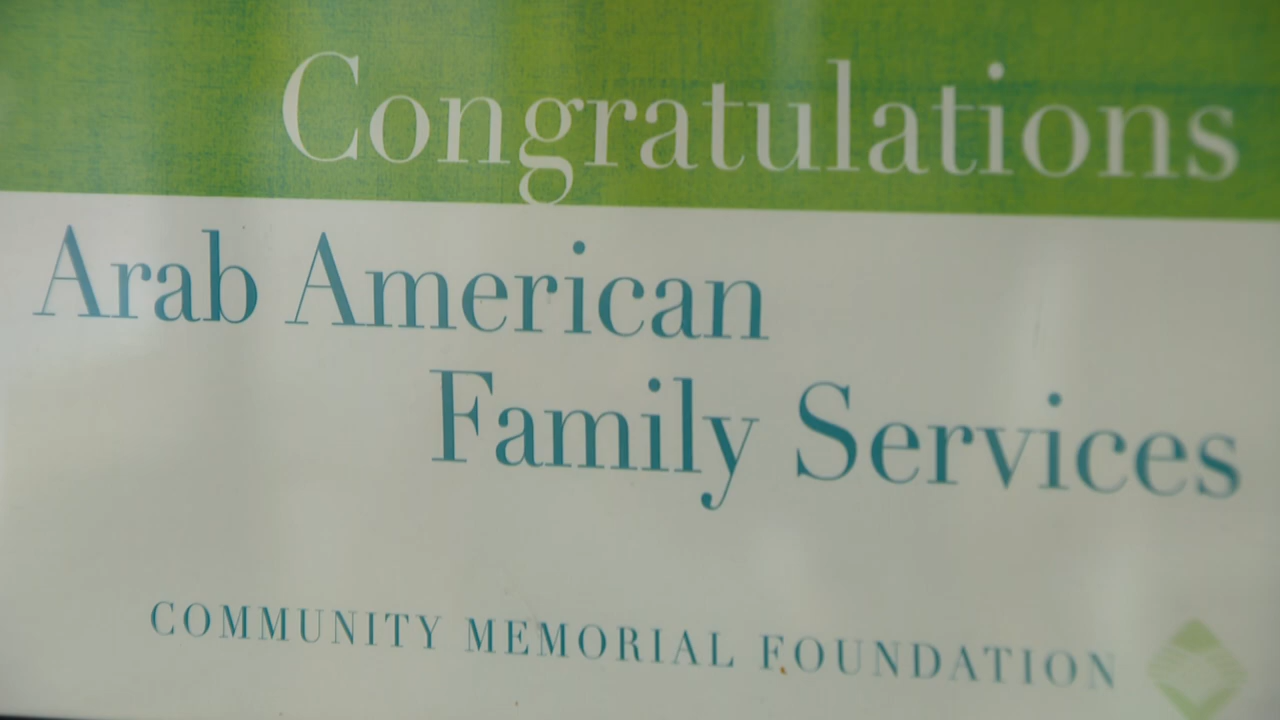 Congratulations
Arab American
Family Services
COMMUNITY MEMORIAL FOUNDATION